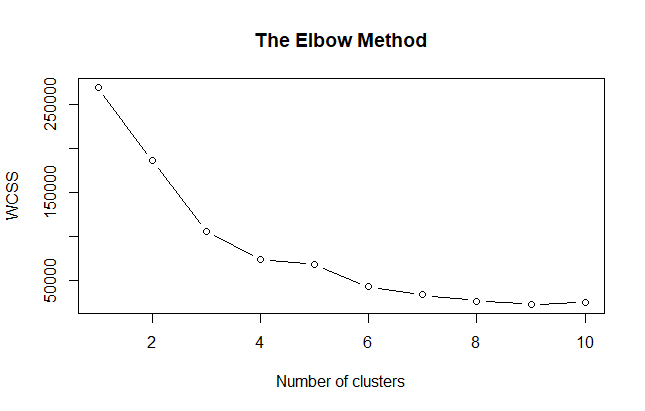 The Elbow Method
WCSS
250000
150000
50000
2 4 6 8 10
Number of clusters